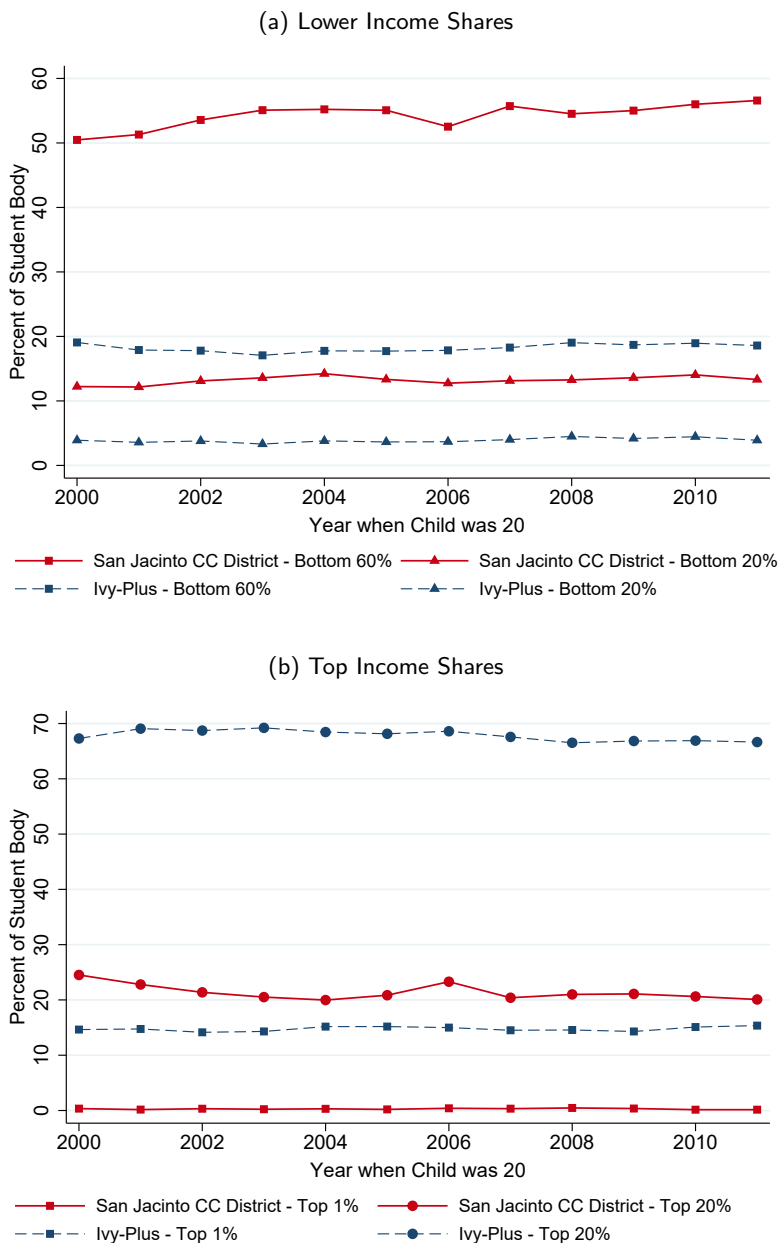 (a) Lower Income Shares
Percent of Student Body
60
50
40
30
20
10
0
2000 2002 2004 2006 2008 2010
Year when Child was 20
San Jacinto CC District - Bottom 60% San Jacinto CC District - Bottom 20%
Ivy-Plus - Bottom 60% Ivy-Plus - Bottom 20%
(b) Top Income Shares
Percent of Student Body
70
60
50
40
30
20
10
0
2000 2002 2004 2006 2008 2010
Year when Child was 20
San Jacinto CC District - Top 1% San Jacinto CC District - Top 20%
Ivy-Plus - Top 1% Ivy-Plus - Top 20%